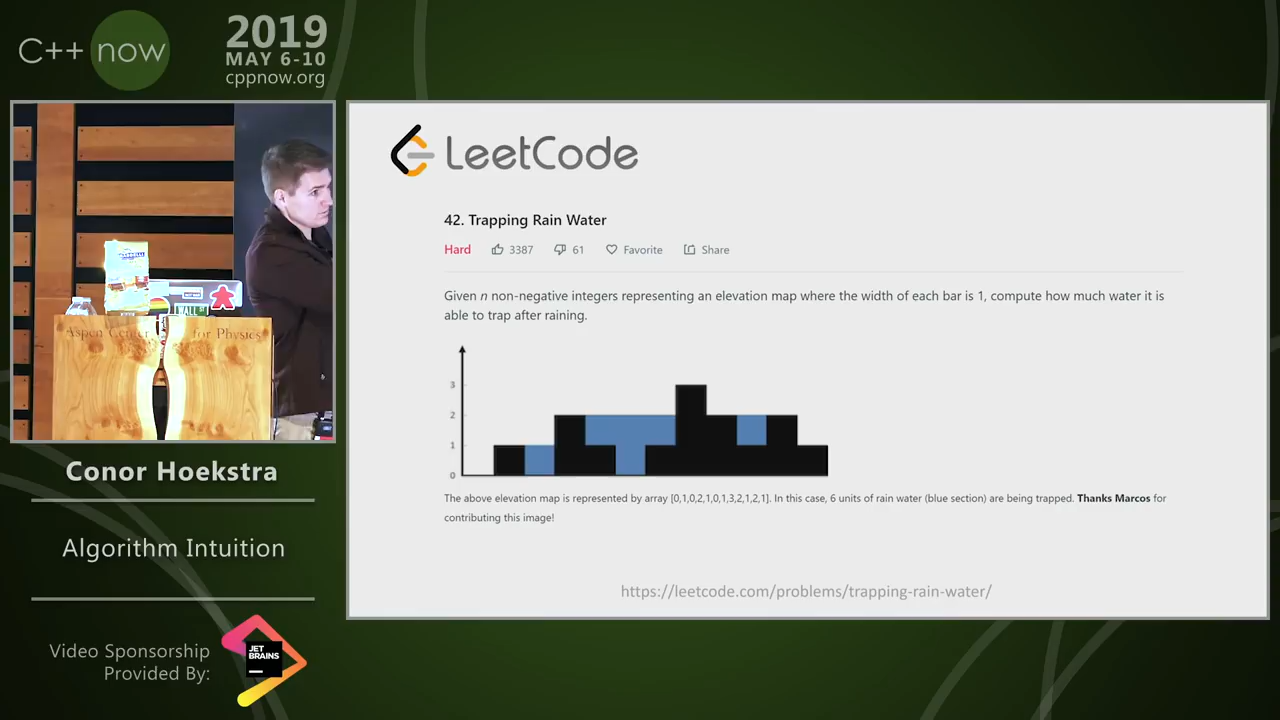 C++ now
2019
MAY 6-10
cppnow.org
Aspen Center for Physics
Conor Hoekstra
Algorithm Intuition
Video Sponsorship
Provided By:
JET
BRAINS
LeetCode
42. Trapping Rain Water
Hard 3387 61 Favorite Share
Given n non-negative integers representing an elevation map where the width of each bar is 1, compute how much water it is
able to trap after raining.
3
2
1
0
The above elevation map is represented by array [0,1,0,2,1,0,1,3,2,1,2,1]. In this case, 6 units of rain water (blue section) are being trapped. Thanks Marcos for
contributing this image!
https://leetcode.com/problems/trapping-rain-water/